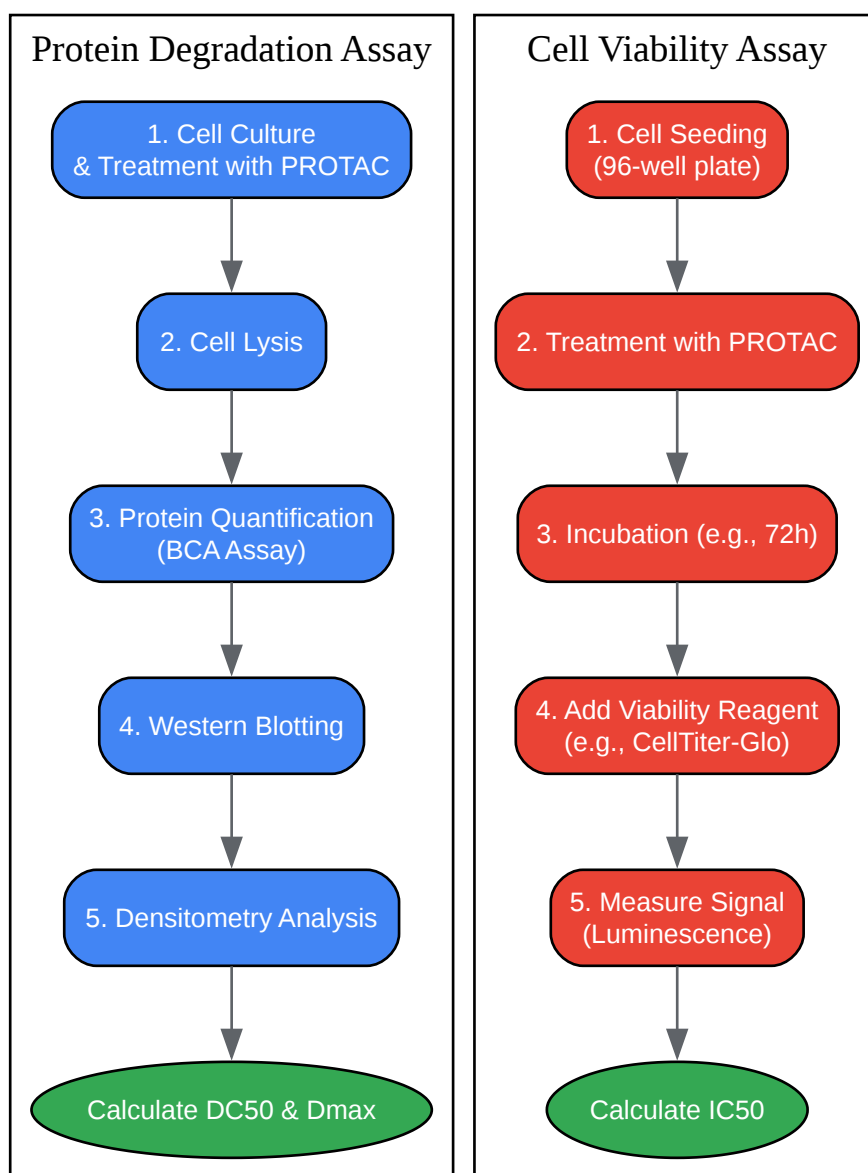 Protein Degradation Assay
1. Cell Culture
& Treatment with PROTAC
2. Cell Lysis
3. Protein Quantification
(BCA Assay)
4. Western Blotting
5. Densitometry Analysis
Calculate DC50 & Dmax
Cell Viability Assay
1. Cell Seeding
(96-well plate)
2. Treatment with PROTAC
3. Incubation (e.g., 72h)
4. Add Viability Reagent
(e.g., CellTiter-Glo)
5. Measure Signal
(Luminescence)
Calculate IC50